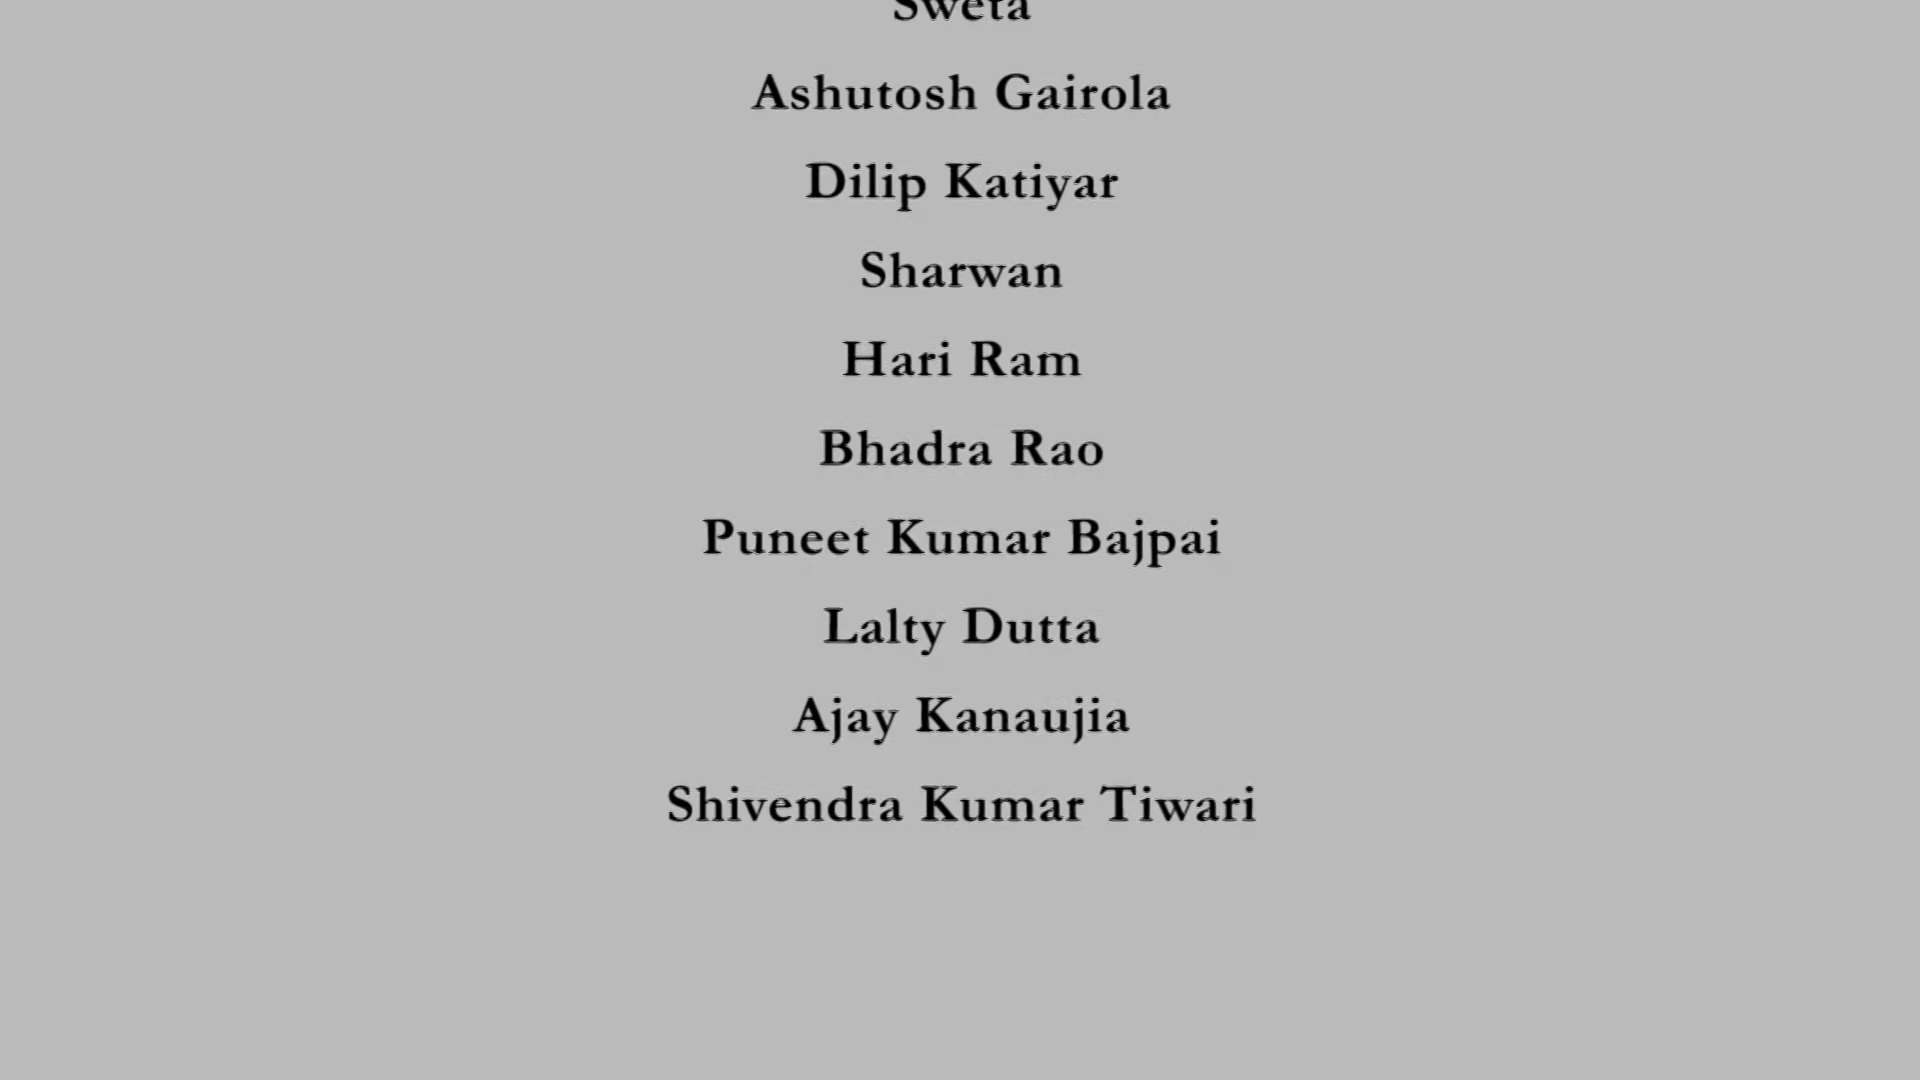 Sweta
Ashutosh Gairola
Dilip Katiyar
Sharwan
Hari Ram
Bhadra Rao
Puneet Kumar Bajpai
Lalty Dutta
Ajay Kanaujia
Shivendra Kumar Tiwari